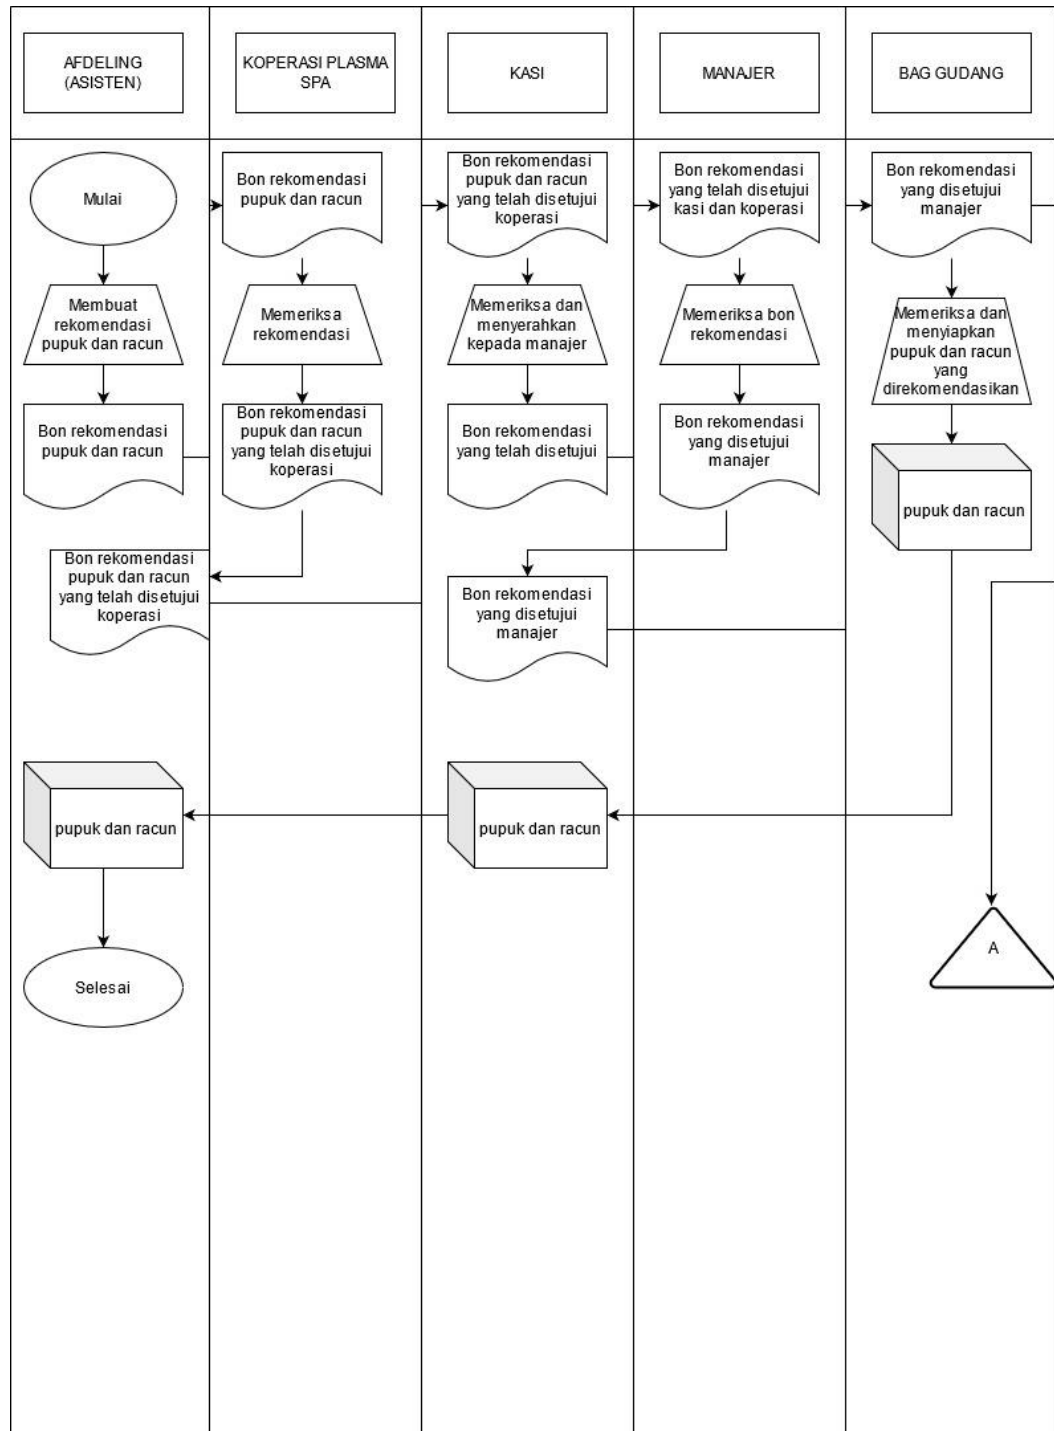 AFDELING
(ASISTEN)
KOPERASI PLASMA
SPA
KASI
MANAJER
BAG GUDANG
Mulai
Membuat
rekomendasi
pupuk dan racun
Bon rekomendasi
pupuk dan racun
Bon rekomendasi
pupuk dan racun
yang telah disetujui
koperasi
pupuk dan racun
Selesai
Bon rekomendasi
pupuk dan racun
Memeriksa
rekomendasi
Bon rekomendasi
pupuk dan racun
yang telah disetujui
koperasi
Bon rekomendasi
pupuk dan racun
yang telah disetujui
koperasi
Memeriksa dan
menyerahkan
kepada manajer
Bon rekomendasi
yang telah disetujui
Bon rekomendasi
yang disetujui
manajer
pupuk dan racun
Bon rekomendasi
yang telah disetujui
kasi dan koperasi
Memeriksa bon
rekomendasi
Bon rekomendasi
yang disetujui
manajer
Bon rekomendasi
yang disetujui
manajer
Memeriksa dan
menyiapkan
pupuk dan racun
yang
direkomendasikan
pupuk dan racun
A